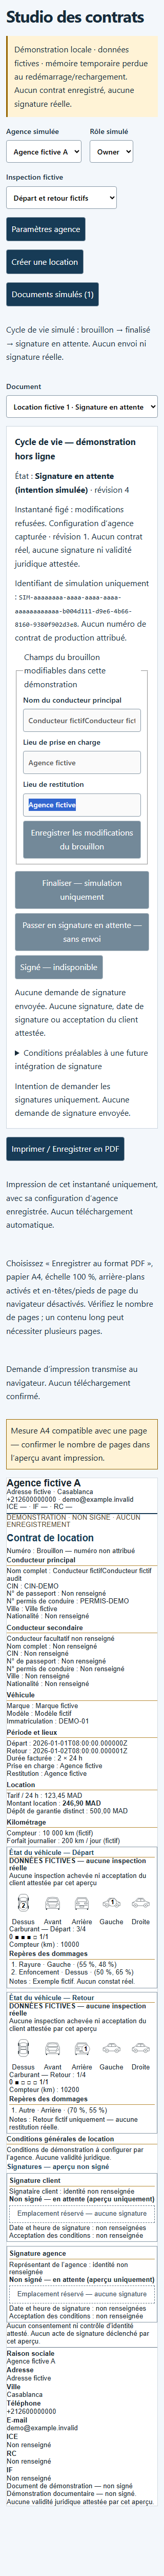 Studio des contrats
Démonstration locale · données
fictives · mémoire temporaire perdue
au redémarrage/rechargement.
Aucun contrat enregistré, aucune
signature réelle.
Agence simulée
Rôle simulé
Agence fictive A
Owner
Inspection fictive
Départ et retour fictifs
Paramètres agence
Créer une location
Documents simulés (1)
Cycle de vie simulé : brouillon → finalisé
→ signature en attente. Aucun envoi ni
signature réelle.
Document
Location fictive 1 · Signature en attente
Cycle de vie — démonstration
hors ligne
État : Signature en attente
(intention simulée) · révision 4
Instantané figé : modifications
refusées. Configuration d'agence
capturée · révision 1. Aucun contrat
réel, aucune signature ni validité
juridique attestée.
Identifiant de simulation uniquement
: SIM-aaaaaaaa-aaaa-aaaa-aaaa-
aaaaaaaaaaaa-b004d111-d9e6-4b66-
8160-9380f902d3e8. Aucun numéro de
contrat de production attribué.
Champs du brouillon
modifiables dans cette
démonstration
Nom du conducteur principal
Conducteur fictifConducteur fict
Lieu de prise en charge
Agence fictive
Lieu de restitution
Agence fictive
Enregistrer les modifications
du brouillon
Finaliser — simulation
uniquement
Passer en signature en attente —
sans envoi
Signé — indisponible
Aucune demande de signature
envoyée. Aucune signature, date de
signature ou acceptation du client
attestée.
▶ Conditions préalables à une future
intégration de signature
Intention de demander les
signatures uniquement. Aucune
demande de signature envoyée.
Imprimer / Enregistrer en PDF
Impression de cet instantané uniquement,
avec sa configuration d'agence
enregistrée. Aucun téléchargement
automatique.
Choisissez « Enregistrer au format PDF »,
papier A4, échelle 100 %, arrière-plans
activés et en-têtes/pieds de page du
navigateur désactivés. Vérifiez le nombre
de pages ; un contenu long peut
nécessiter plusieurs pages.
Demande d'impression transmise au
navigateur. Aucun téléchargement
confirmé.
Mesure A4 compatible avec une page
— confirmer le nombre de pages dans
l'aperçu avant impression.
Agence fictive A
Adresse fictive · Casablanca
+212600000000 · demo@example.invalid
ICE — · IF — · RC —
DÉMONSTRATION · NON SIGNÉ · AUCUN
ENREGISTREMENT
Contrat de location
Numéro : Brouillon — numéro non attribué
Conducteur principal
Nom complet : Conducteur fictifConducteur fictif
audit
CIN : CIN-DEMO
N° de passeport : Non renseigné
N° permis de conduire : PERMIS-DEMO
Ville : Ville fictive
Nationalité : Non renseigné
Conducteur secondaire
Conducteur facultatif non renseigné
Nom complet : Non renseigné
CIN : Non renseigné
N° de passeport : Non renseigné
N° permis de conduire : Non renseigné
Ville : Non renseigné
Nationalité : Non renseigné
Véhicule
Marque : Marque fictive
Modèle : Modèle fictif
Immatriculation : DEMO-01
Période et lieux
Départ : 2026-01-01T08:00:00.000000Z
Retour : 2026-01-02T08:00:00.000001Z
Durée facturée : 2 × 24 h
Prise en charge : Agence fictive
Restitution : Agence fictive
Location
Tarif / 24 h : 123,45 MAD
Montant location : 246,90 MAD
Dépôt de garantie distinct : 500,00 MAD
Kilométrage
Compteur : 10 000 km (fictif)
Forfait journalier : 200 km / jour (fictif)
État du véhicule — Départ
DONNÉES FICTIVES — aucune inspection
réelle
Aucune inspection achevée ni acceptation du
client attestée par cet aperçu
2
1
Dessus Avant Arrière Gauche Droite
Carburant — Départ : 3/4
0 ■ ■ ■ □ 1/1
Compteur (km) : 10000
Repères des dommages
1. Rayure · Gauche · (55 %, 48 %)
2. Enfoncement · Dessus · (50 %, 65 %)
Notes : Exemple fictif. Aucun constat réel.
État du véhicule — Retour
DONNÉES FICTIVES — aucune inspection
réelle
Aucune inspection achevée ni acceptation du
client attestée par cet aperçu
1
Dessus Avant Arrière Gauche Droite
Carburant — Retour : 1/4
0 ■ □ □ □ 1/1
Compteur (km) : 10200
Repères des dommages
1. Autre · Arrière · (70 %, 55 %)
Notes : Retour fictif uniquement — aucune
restitution réelle.
Conditions générales de location
Conditions de démonstration à configurer par
l'agence. Aucune validité juridique.
Signatures — aperçu non signé
Signature client
Signataire client : identité non renseignée
Non signé — en attente (aperçu uniquement)
Emplacement réservé — aucune signature
Date et heure de signature : non renseignées
Acceptation des conditions : non renseignée
Signature agence
Représentant de l'agence : identité non
renseignée
Non signé — en attente (aperçu uniquement)
Emplacement réservé — aucune signature
Date et heure de signature : non renseignées
Acceptation des conditions : non renseignée
Aucun consentement ni contrôle d'identité
attesté. Aucun acte de signature déclenché par
cet aperçu.
Raison sociale
Agence fictive A
Adresse
Adresse fictive
Ville
Casablanca
Téléphone
+212600000000
E-mail
demo@example.invalid
ICE
Non renseigné
RC
Non renseigné
IF
Non renseigné
Document de démonstration — non signé
Démonstration documentaire — non signé.
Aucune validité juridique attestée par cet aperçu.